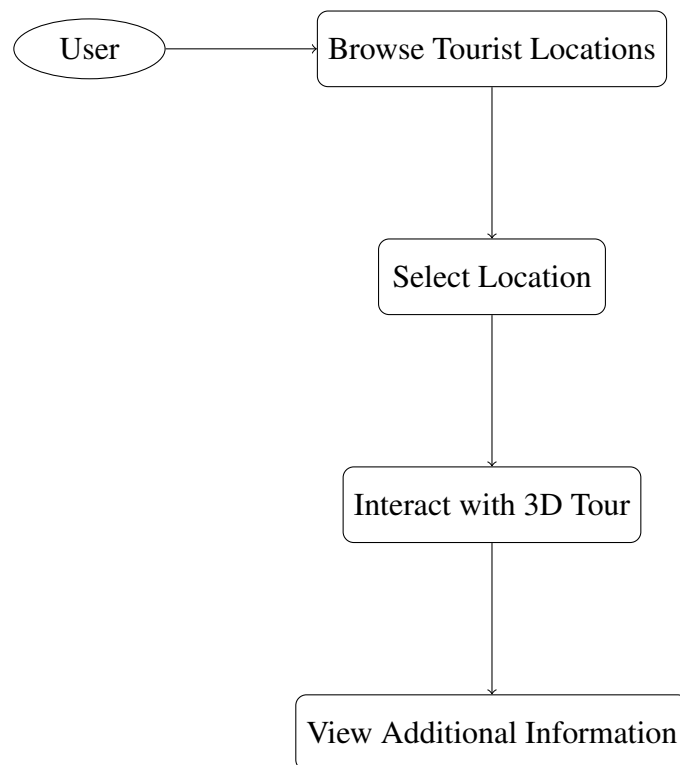 User
Browse Tourist Locations
Select Location
Interact with 3D Tour
View Additional Information